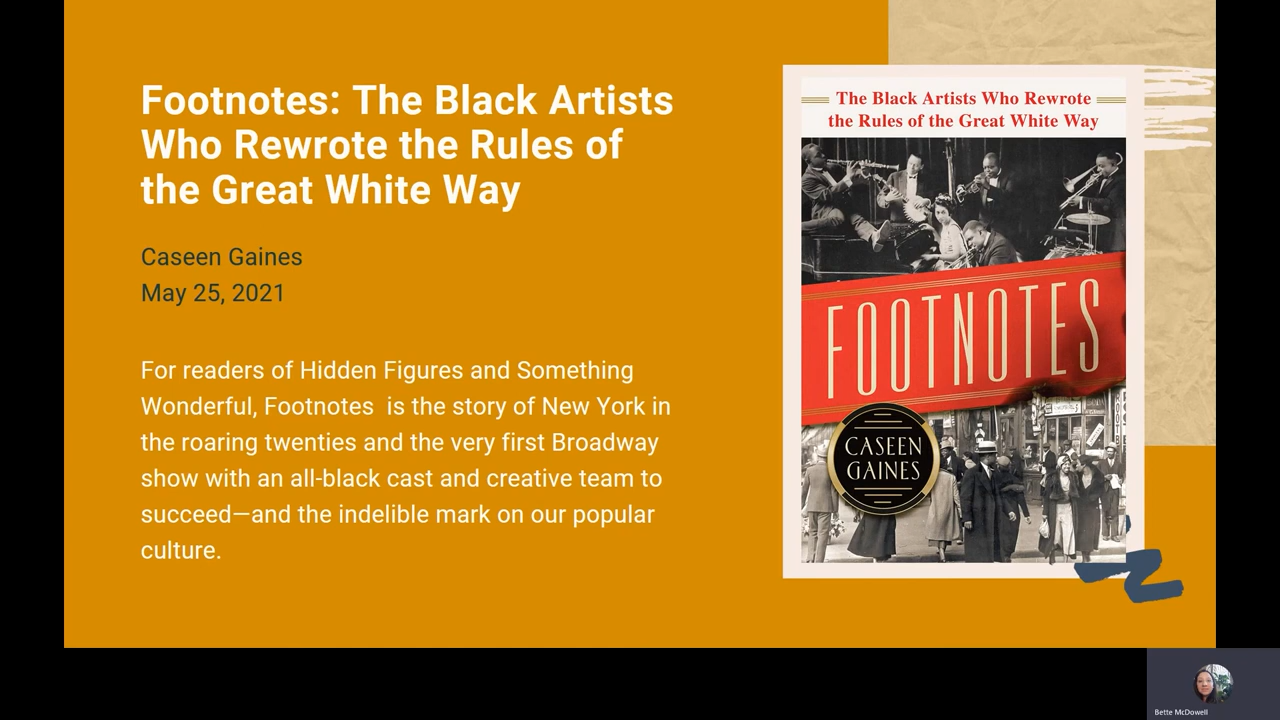 Footnotes: The Black Artists
Who Rewrote the Rules of
the Great White Way
Caseen Gaines
May 25, 2021
For readers of Hidden Figures and Something
Wonderful, Footnotes is the story of New York in
the roaring twenties and the very first Broadway
show with an all-black cast and creative team to
succeed—and the indelible mark on our popular
culture.
The Black Artists Who Rewrote
the Rules of the Great White Way
FOOTNOTES
CASEEN
GAINES
Bette McDowell